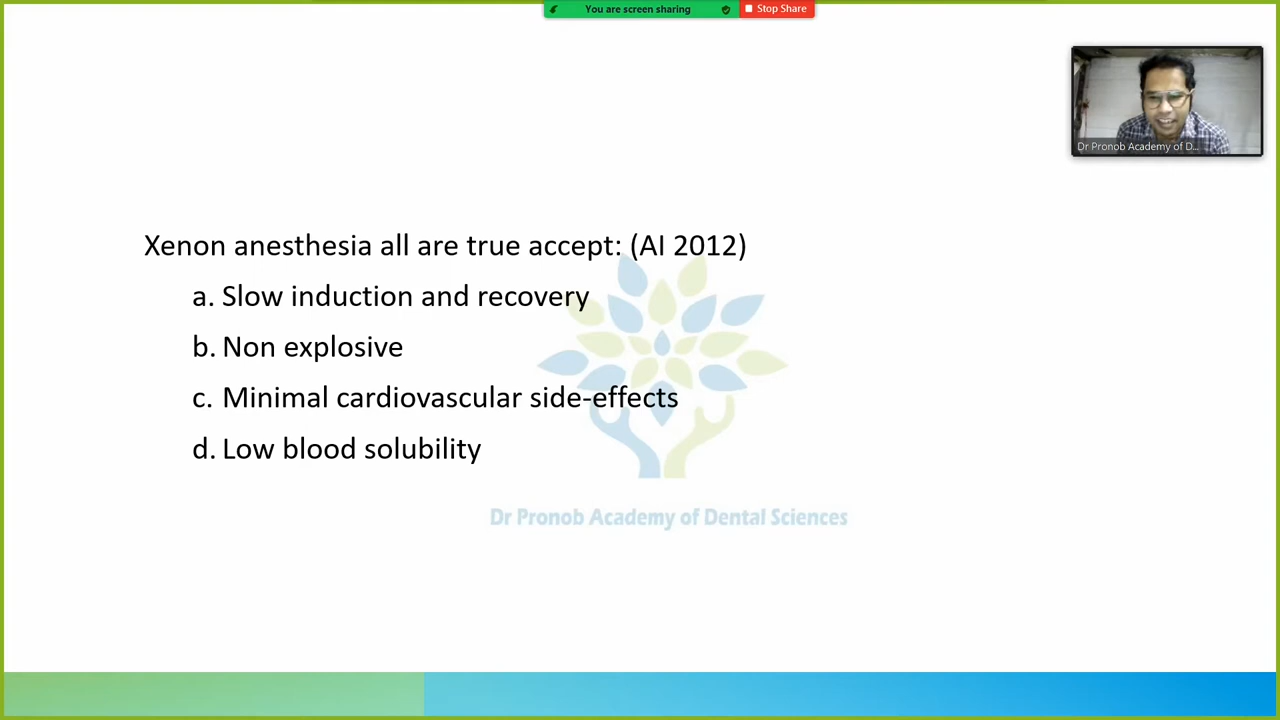 You are screen sharing
Stop Share
Dr Pronob Academy of D...
Xenon anesthesia all are true accept: (AI 2012)
a. Slow induction and recovery
b. Non explosive
c. Minimal cardiovascular side-effects
d. Low blood solubility
Dr Pronob Academy of Dental Sciences